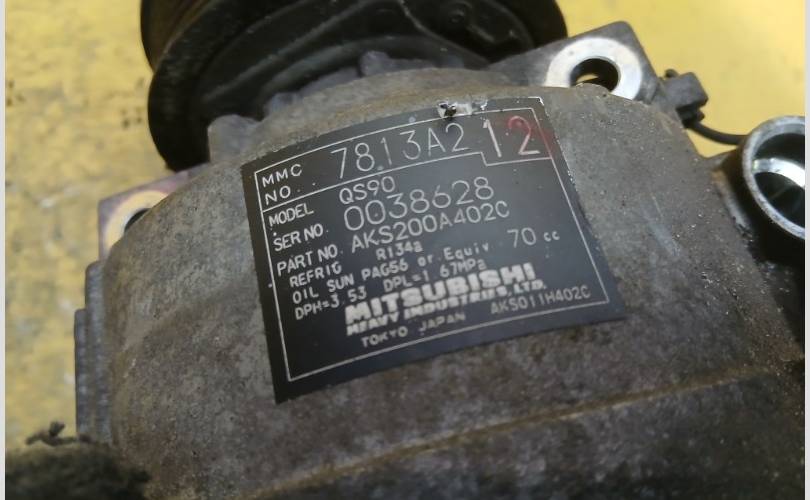 MMC NO. 7813A212
MODEL QS90
SER NO. 0038628
PART NO. AKS200A402C
REFRIG R134a
OIL SUN PAG56 or Equiv 70 cc
DPH=3.53 DPL=1.67MPa
MITSUBISHI
HEAVY INDUSTRIES, LTD.
TOKYO JAPAN AKS011H402C